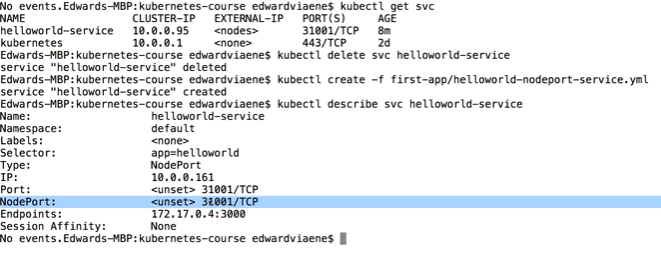 No events.Edwards-MBP:kubernetes-course edwardviaene$ kubectl get svc
NAME CLUSTER-IP EXTERNAL-IP PORT(S) AGE
helloworld-service 10.0.0.95 <nodes> 31001/TCP 8m
kubernetes 10.0.0.1 <none> 443/TCP 2d
Edwards-MBP:kubernetes-course edwardviaene$ kubectl delete svc helloworld-service
service "helloworld-service" deleted
Edwards-MBP:kubernetes-course edwardviaene$ kubectl create -f first-app/helloworld-nodeport-service.yml
service "helloworld-service" created
Edwards-MBP:kubernetes-course edwardviaene$ kubectl describe svc helloworld-service
Name: helloworld-service
Namespace: default
Labels: <none>
Selector: app=helloworld
Type: NodePort
IP: 10.0.0.161
Port: <unset> 31001/TCP
NodePort: <unset> 31001/TCP
Endpoints: 172.17.0.4:3000
Session Affinity: None
No events.Edwards-MBP:kubernetes-course edwardviaene$